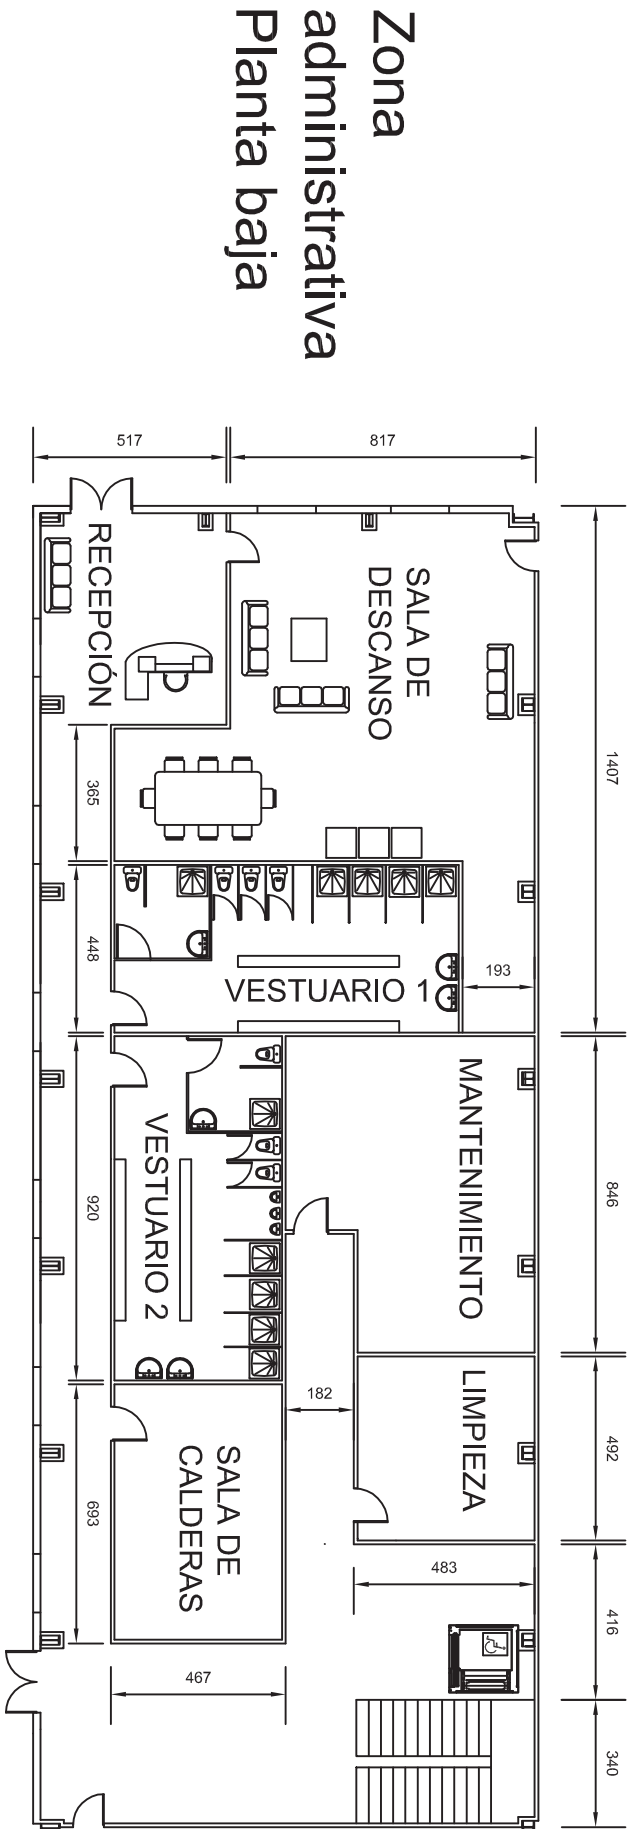 Zona
administrativa
Planta baja
517
817
RECEPCIÓN
SALA DE
DESCANSO
1407
365
448
193
VESTUARIO 1
MANTENIMIENTO
846
VESTUARIO 2
920
182
LIMPIEZA
492
SALA DE
CALDERAS
693
483
416
467
340